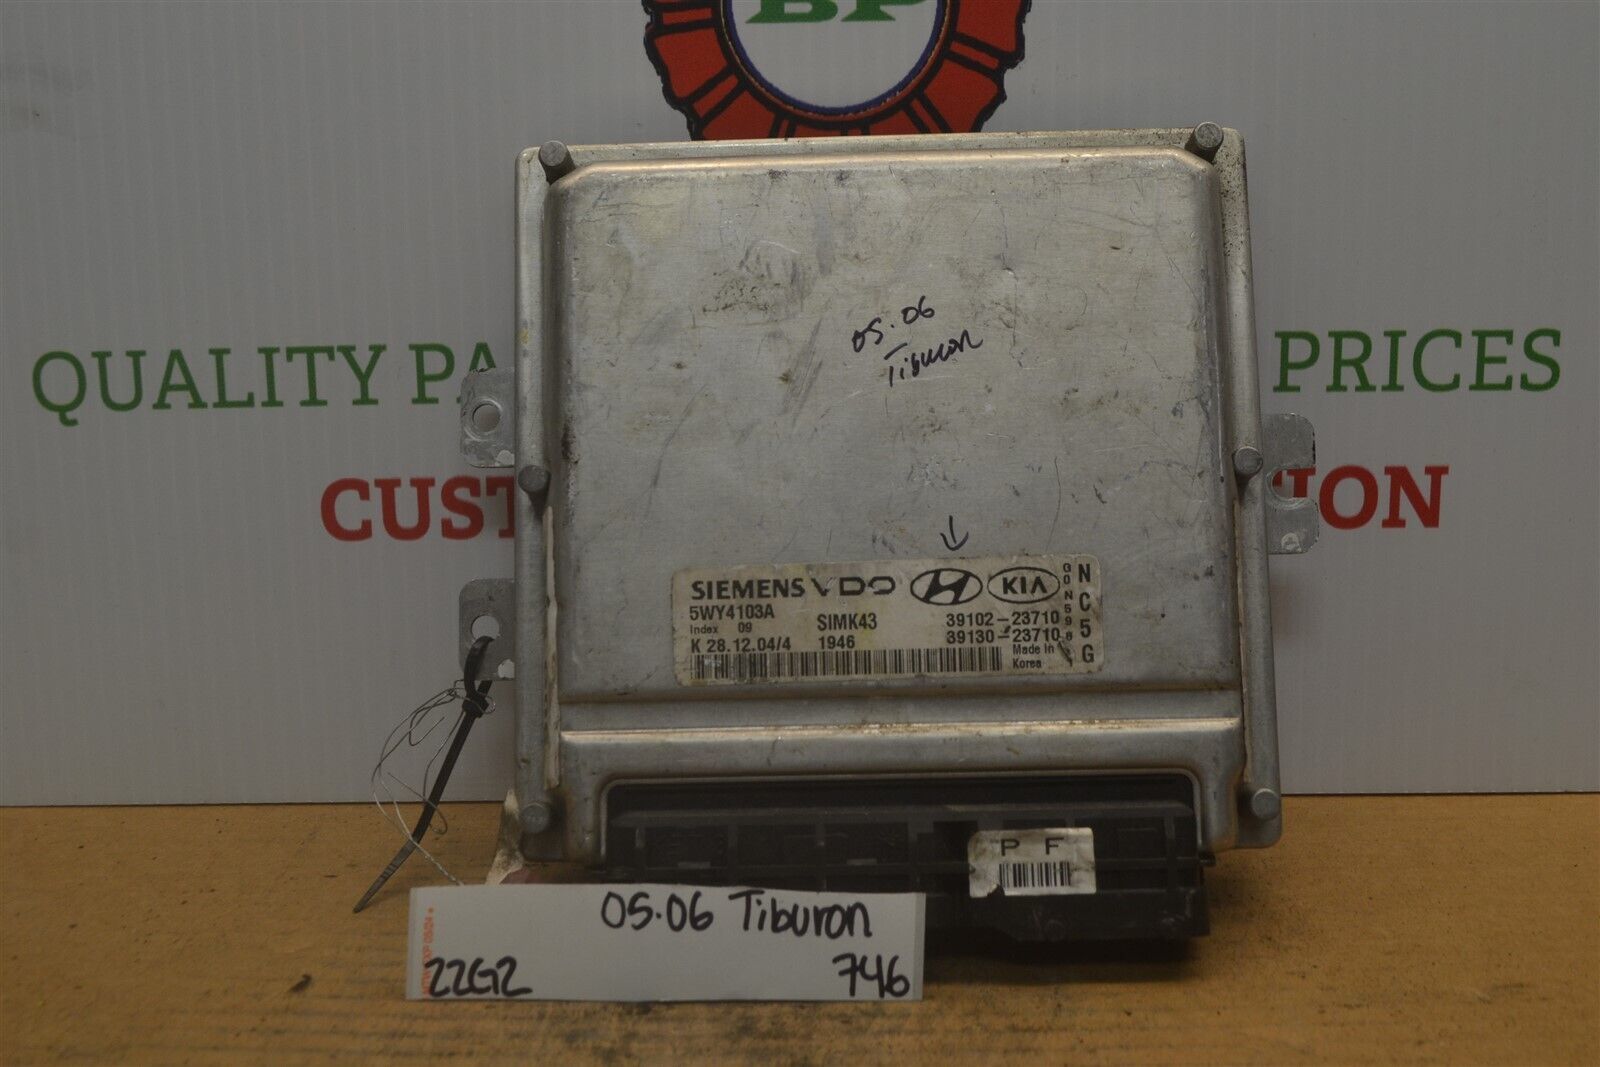 BP
QUALITY PA
PRICES
CUST
ION
05.06
Tiburon
SIEMENS VDO
KIA
5WY4103A
Index 09
SIMK43
39102-23710
39130-23710
K 28.12.04/4 1946
Made in
Korea
N
C
5
G
P F
05.06 Tiburon
22G2
746